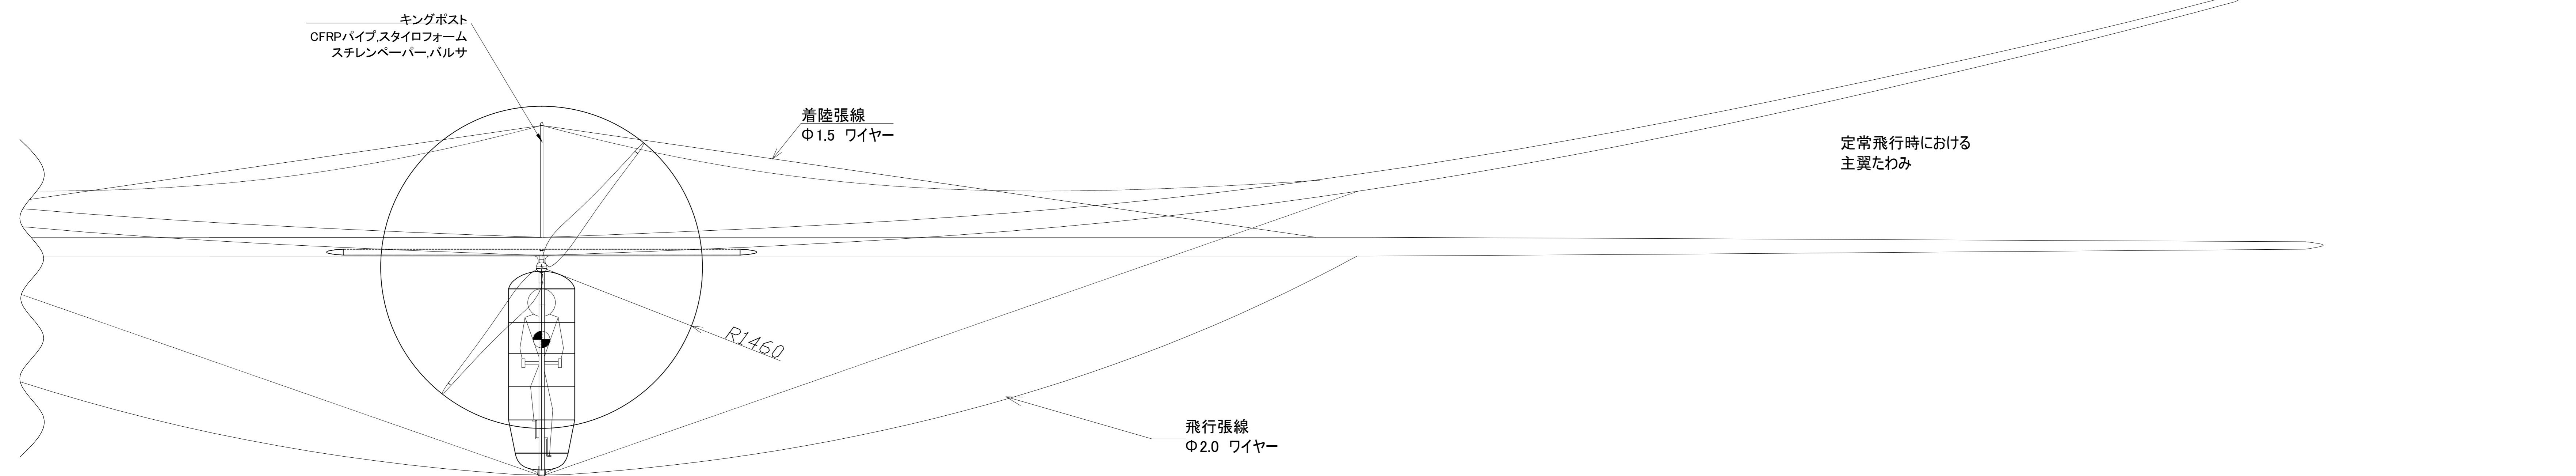 キングポスト
CFRPパイプ,スタイロフォーム
スチレンペーパー,バルサ
着陸張線
Φ1.5 ワイヤー
定常飛行時における
主翼たわみ
R1460
飛行張線
Φ2.0 ワイヤー